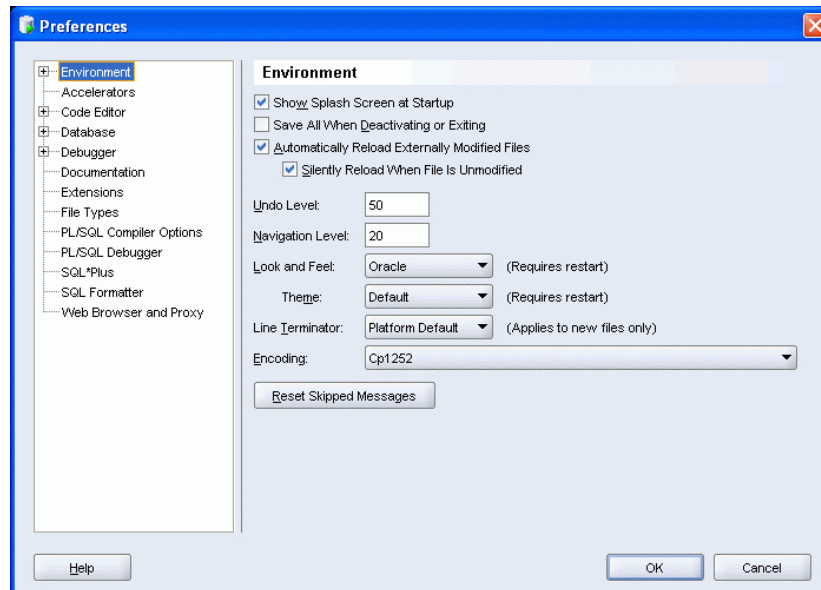 Preferences
Environment
Accelerators
Code Editor
Database
Debugger
Documentation
Extensions
File Types
PL/SQL Compiler Options
PL/SQL Debugger
SQL*Plus
SQL Formatter
Web Browser and Proxy
Environment
Show Splash Screen at Startup
Save All When Deactivating or Exiting
Automatically Reload Externally Modified Files
Silently Reload When File Is Unmodified
Undo Level: 50
Navigation Level: 20
Look and Feel: Oracle (Requires restart)
Theme: Default (Requires restart)
Line Terminator: Platform Default (Applies to new files only)
Encoding: Cp1252
Reset Skipped Messages
Help OK Cancel